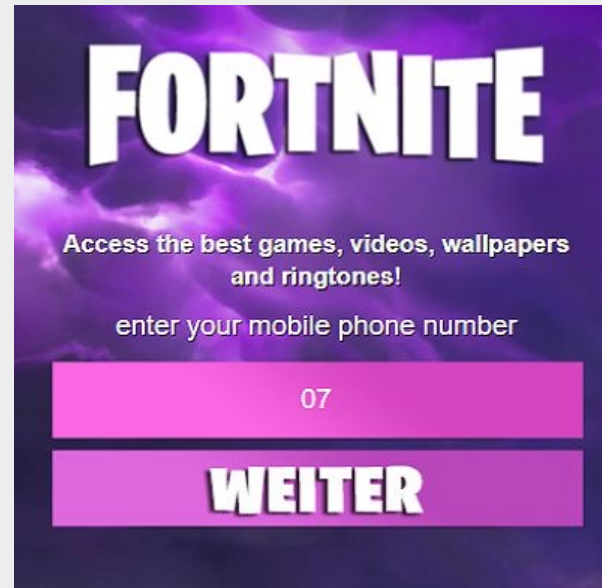 FORTNITE
Access the best games, videos, wallpapers
and ringtones!
enter your mobile phone number
07
WEITER